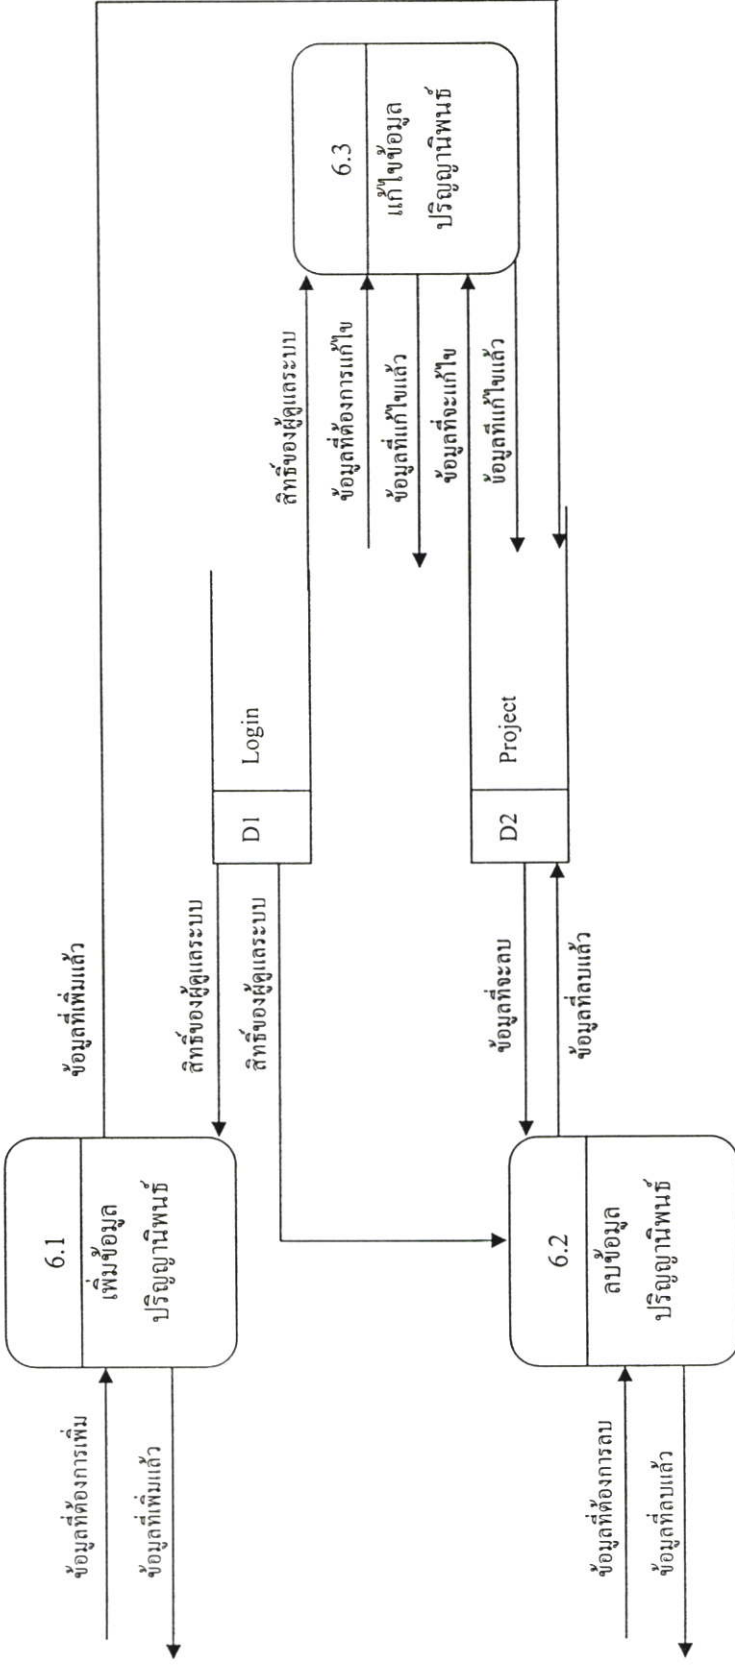 ข้อมูลที่ต้องการเพิ่ม
ข้อมูลที่เพิ่มแล้ว
6.1
เพิ่มข้อมูล
ปริญญานิพนธ์
ข้อมูลที่เพิ่มแล้ว
สิทธิ์ของผู้ดูแลระบบ
สิทธิ์ของผู้ดูแลระบบ
D1
Login
สิทธิ์ของผู้ดูแลระบบ
ข้อมูลที่ต้องการแก้ไข
ข้อมูลที่แก้ไขแล้ว
ข้อมูลที่จะแก้ไข
ข้อมูลที่แก้ไขแล้ว
6.3
แก้ไขข้อมูล
ปริญญานิพนธ์
ข้อมูลที่ต้องการลบ
ข้อมูลที่ลบแล้ว
6.2
ลบข้อมูล
ปริญญานิพนธ์
ข้อมูลที่จะลบ
ข้อมูลที่ลบแล้ว
D2
Project